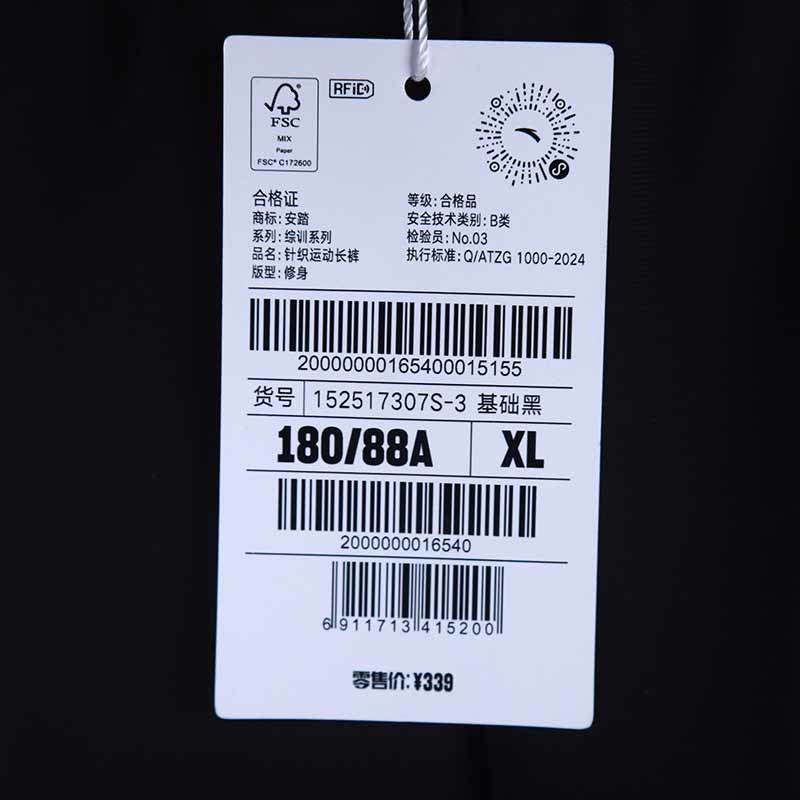 RFID
FSC
MIX
Paper
FSC® C172600
合格证
商标:安踏
系列:综训系列
品名:针织运动长裤
版型:修身
等级:合格品
安全技术类别:B类
检验员:No.03
执行标准:Q/ATZG 1000-2024
20000000165400015155
货号 152517307S-3 基础黑
180/88A XL
2000000016540
6 911713 415200
零售价:¥339